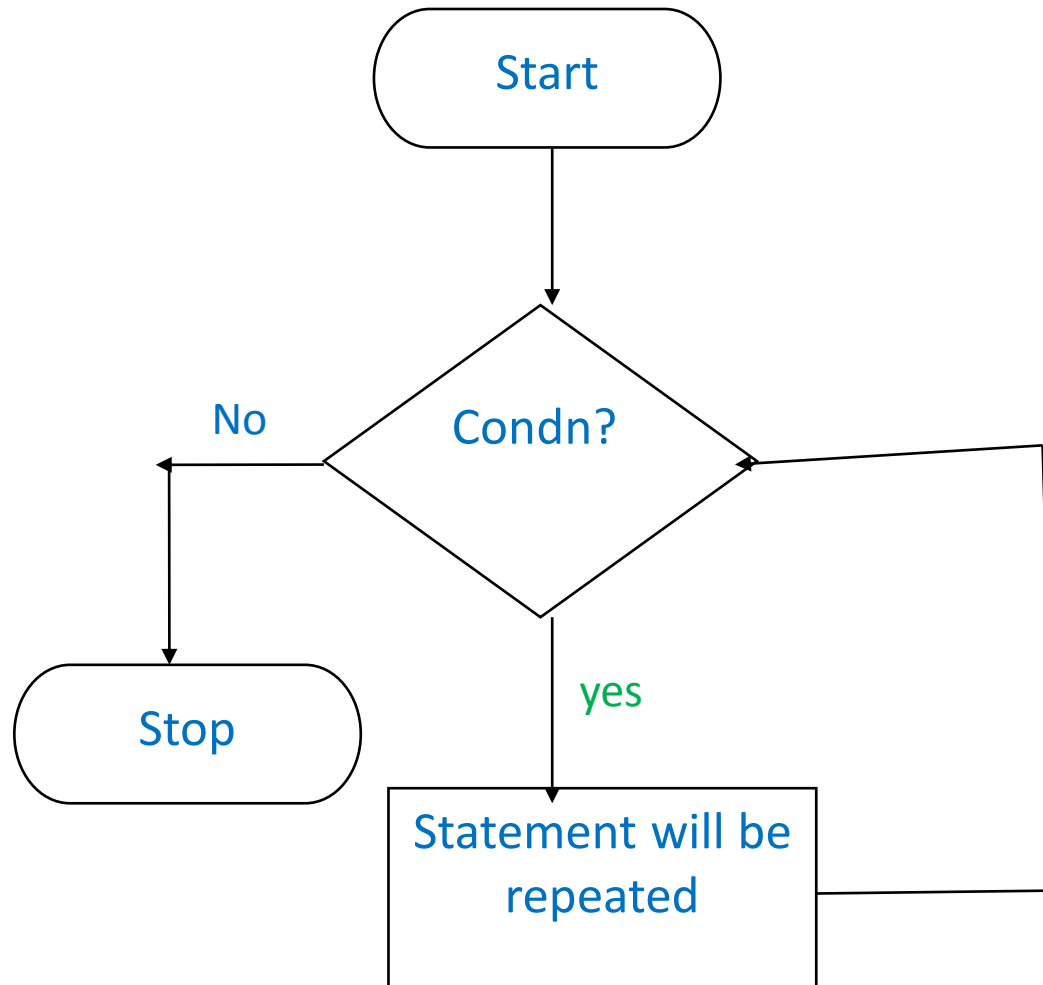 Start
Condn?
No
yes
Stop
Statement will be
repeated